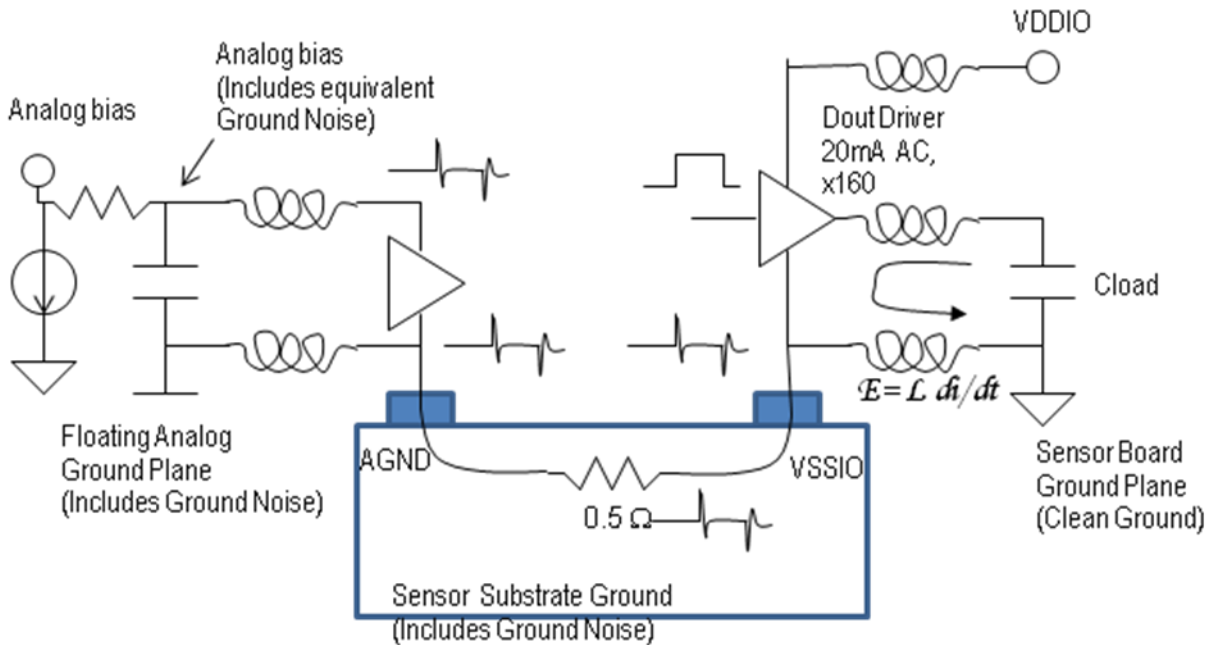 VDDIO
Analog bias
(Includes equivalent
Ground Noise)
Analog bias
Dout Driver
20mA AC,
x160
Cload
E=L di/dt
Floating Analog
Ground Plane
(Includes Ground Noise)
AGND
VSSIO
0.5 Ω
Sensor Board
Ground Plane
(Clean Ground)
Sensor Substrate Ground
(Includes Ground Noise)